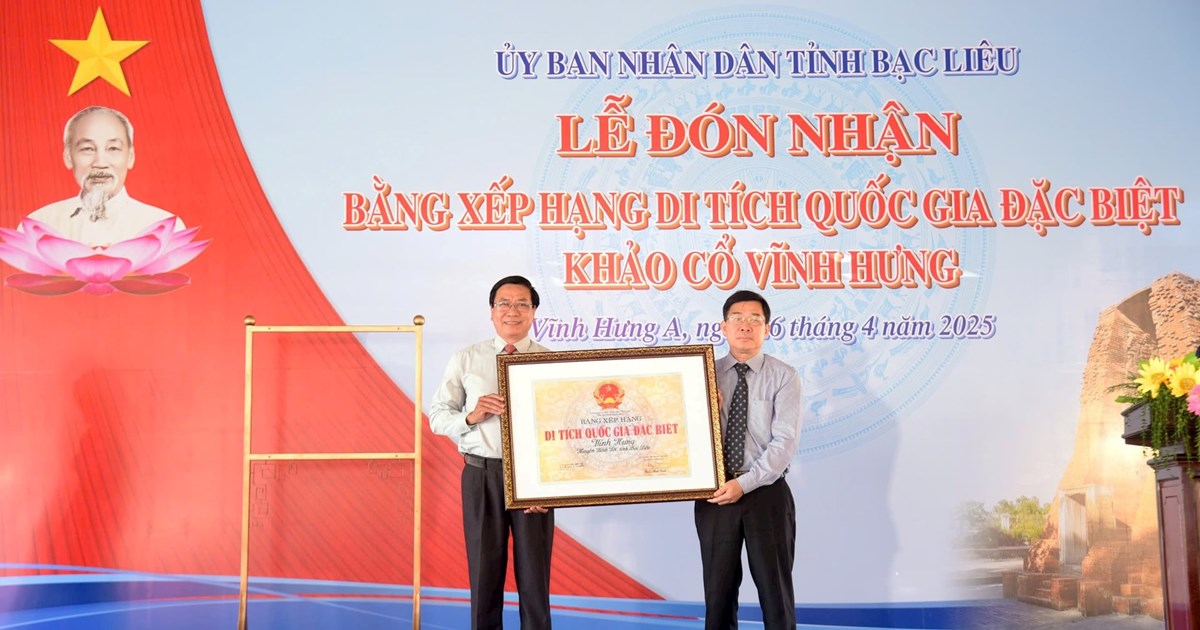 ỦY BAN NHÂN DÂN TỈNH BẠC LIÊU
LỄ ĐÓN NHẬN
BẰNG XẾP HẠNG DI TÍCH QUỐC GIA ĐẶC BIỆT
KHẢO CỔ VĨNH HƯNG
Vĩnh Hưng A, 6 tháng 4 năm 2025
BẰNG XẾP HẠNG
DI TÍCH QUỐC GIA ĐẶC BIỆT
Vĩnh Hưng